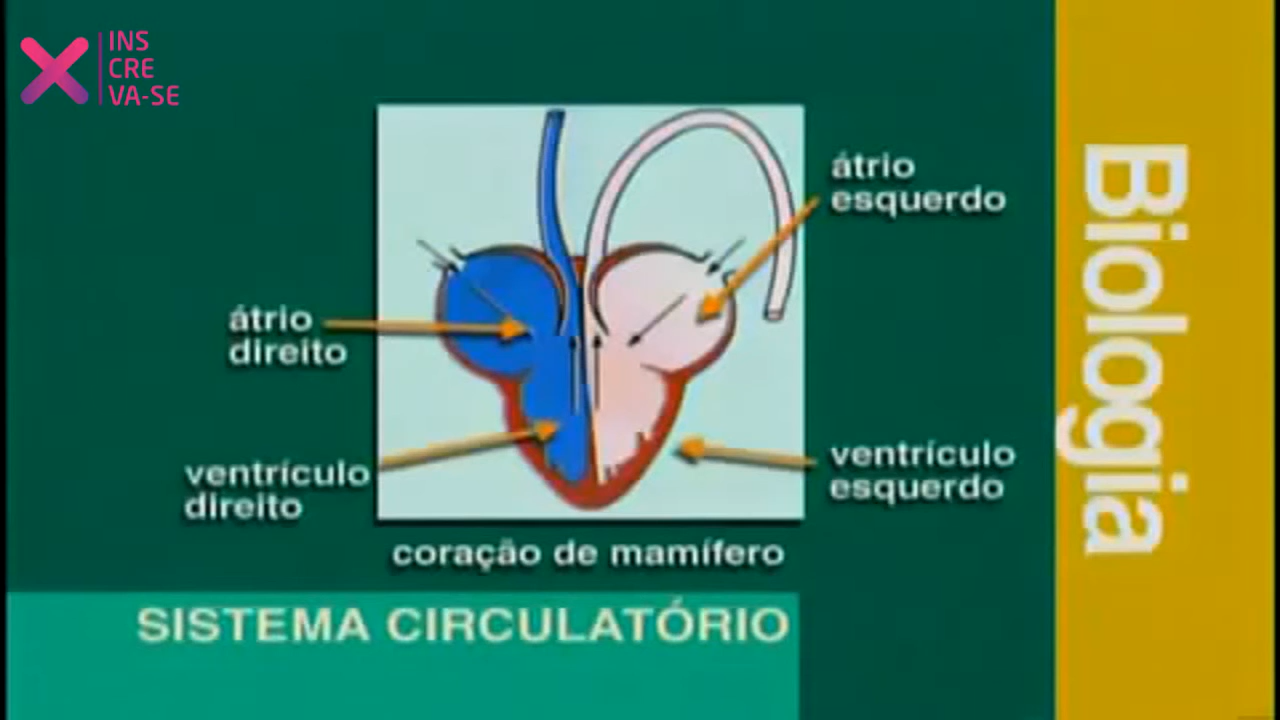 INS
CRE
VA-SE
átrio
esquerdo
átrio
direito
ventrículo
esquerdo
ventrículo
direito
coração de mamífero
SISTEMA CIRCULATÓRIO
Biologia